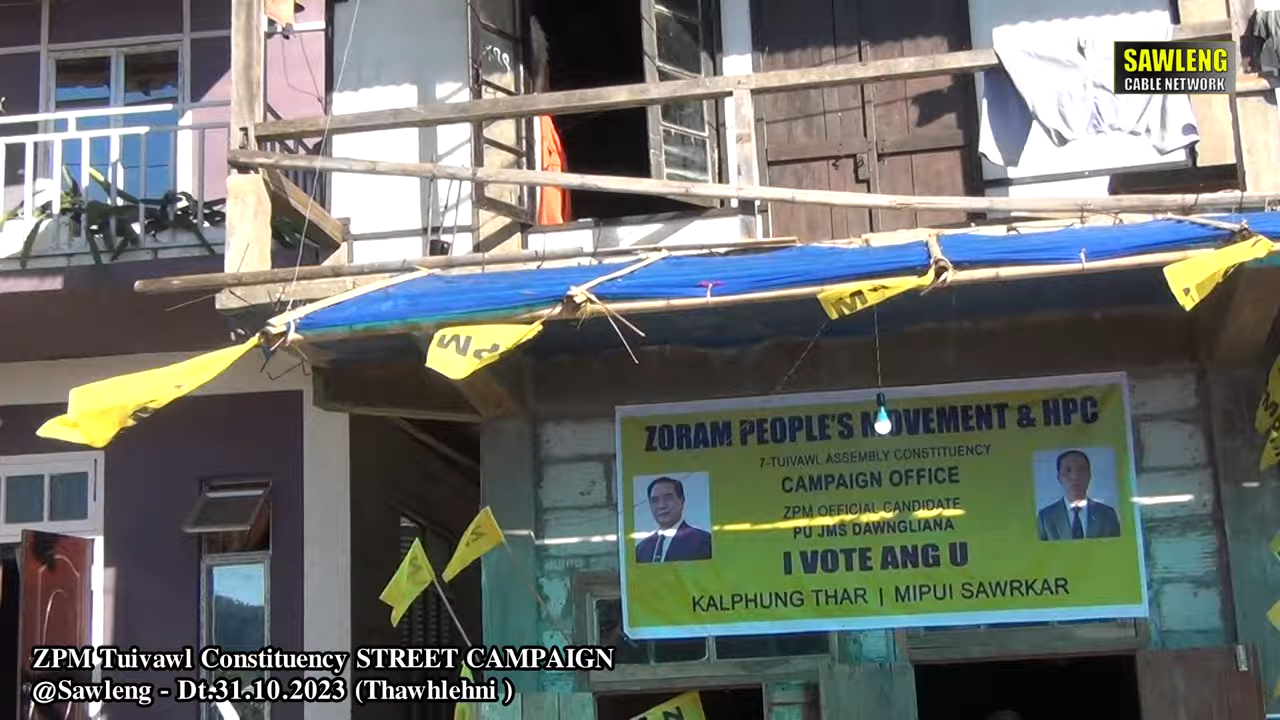 SAWLENG
CABLE NETWORK
ZPM
ZORAM PEOPLE'S MOVEMENT & HPC
7-TUIVAWL ASSEMBLY CONSTITUENCY
CAMPAIGN OFFICE
ZPM OFFICIAL CANDIDATE
PU JMS DAWNGLIANA
I VOTE ANG U
KALPHUNG THAR | MIPUI SAWRKAR
ZPM Tuivawl Constituency STREET CAMPAIGN
@Sawleng - Dt.31.10.2023 (Thawhlehni )